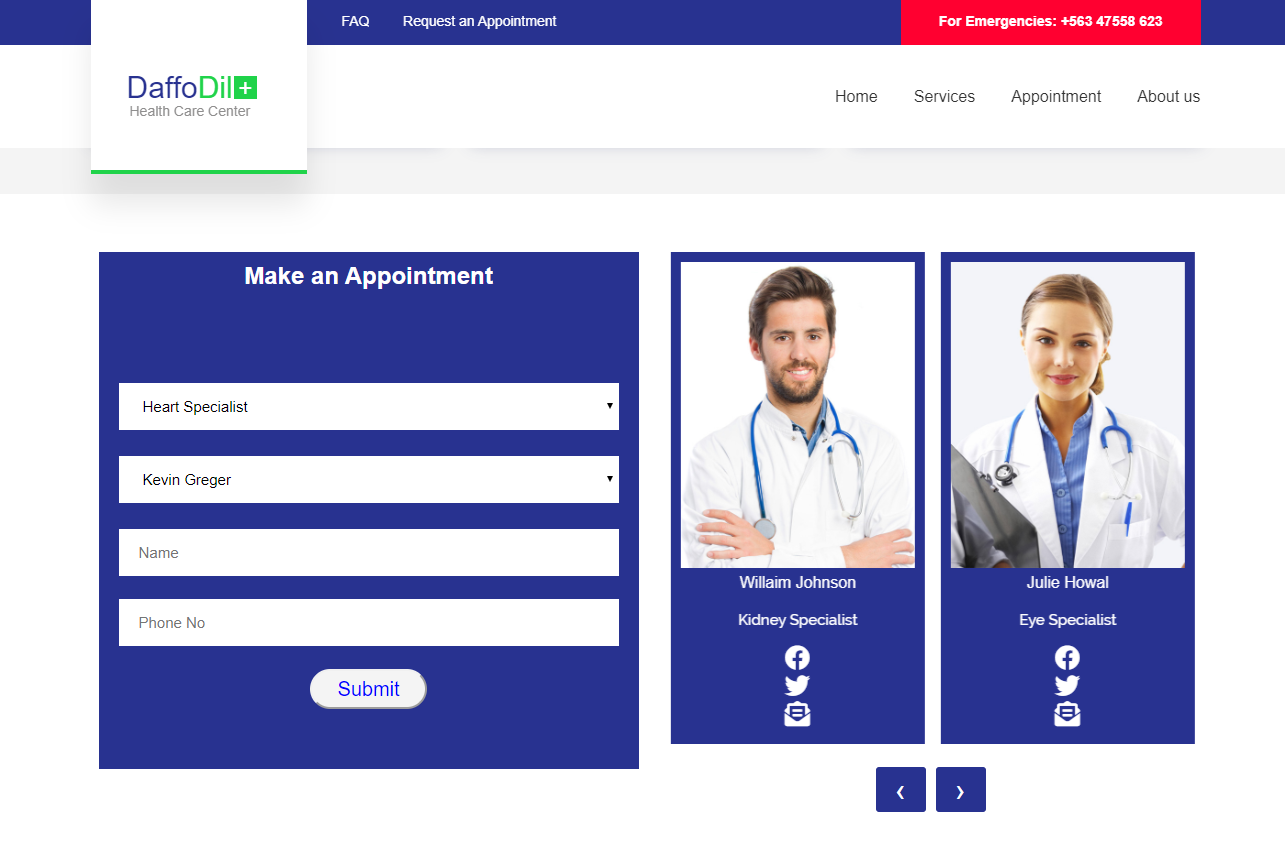 FAQ Request an Appointment For Emergencies: +563 47558 623
DaffoDil+
Health Care Center
Home Services Appointment About us
Make an Appointment
Heart Specialist
Kevin Greger
Name
Phone No
Submit
Willaim Johnson
Kidney Specialist
Julie Howal
Eye Specialist
❮ ❯